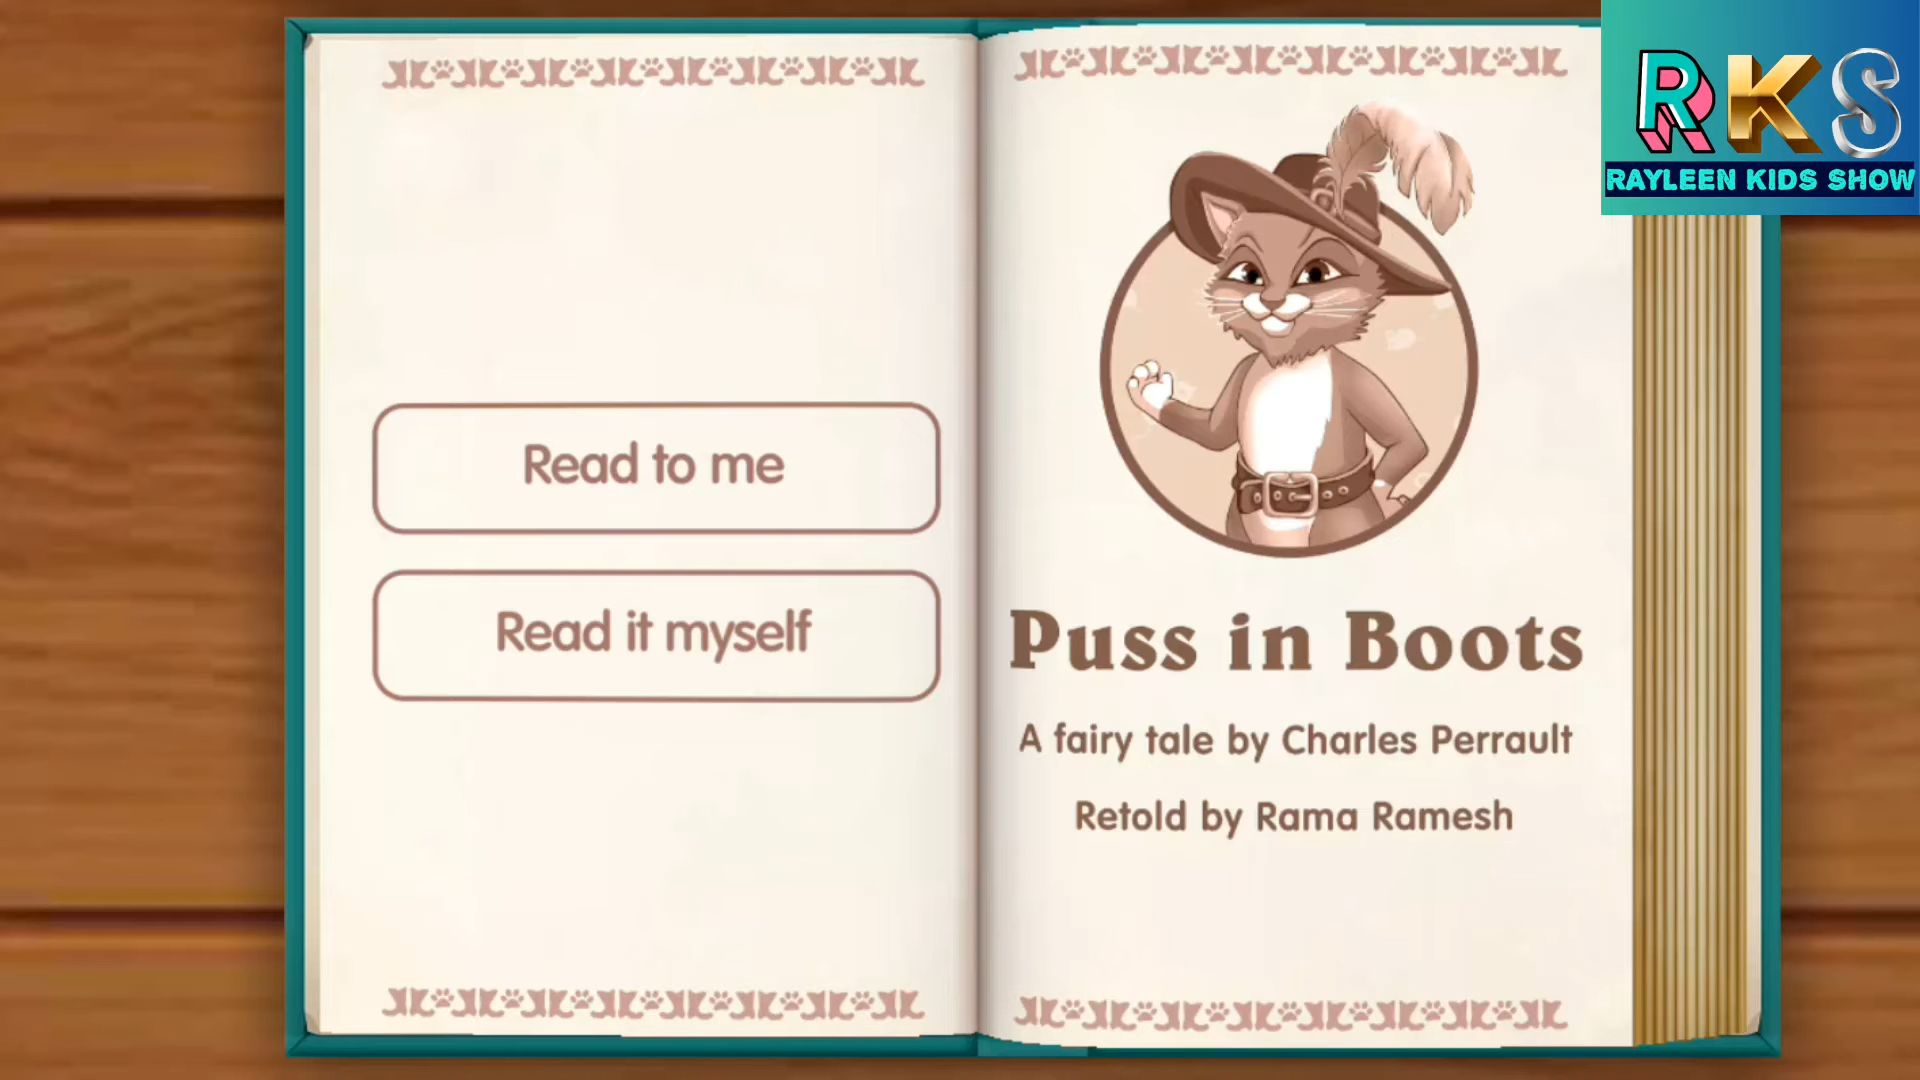 Read to me
Read it myself
Puss in Boots
A fairy tale by Charles Perrault
Retold by Rama Ramesh
RKS
RAYLEEN KIDS SHOW